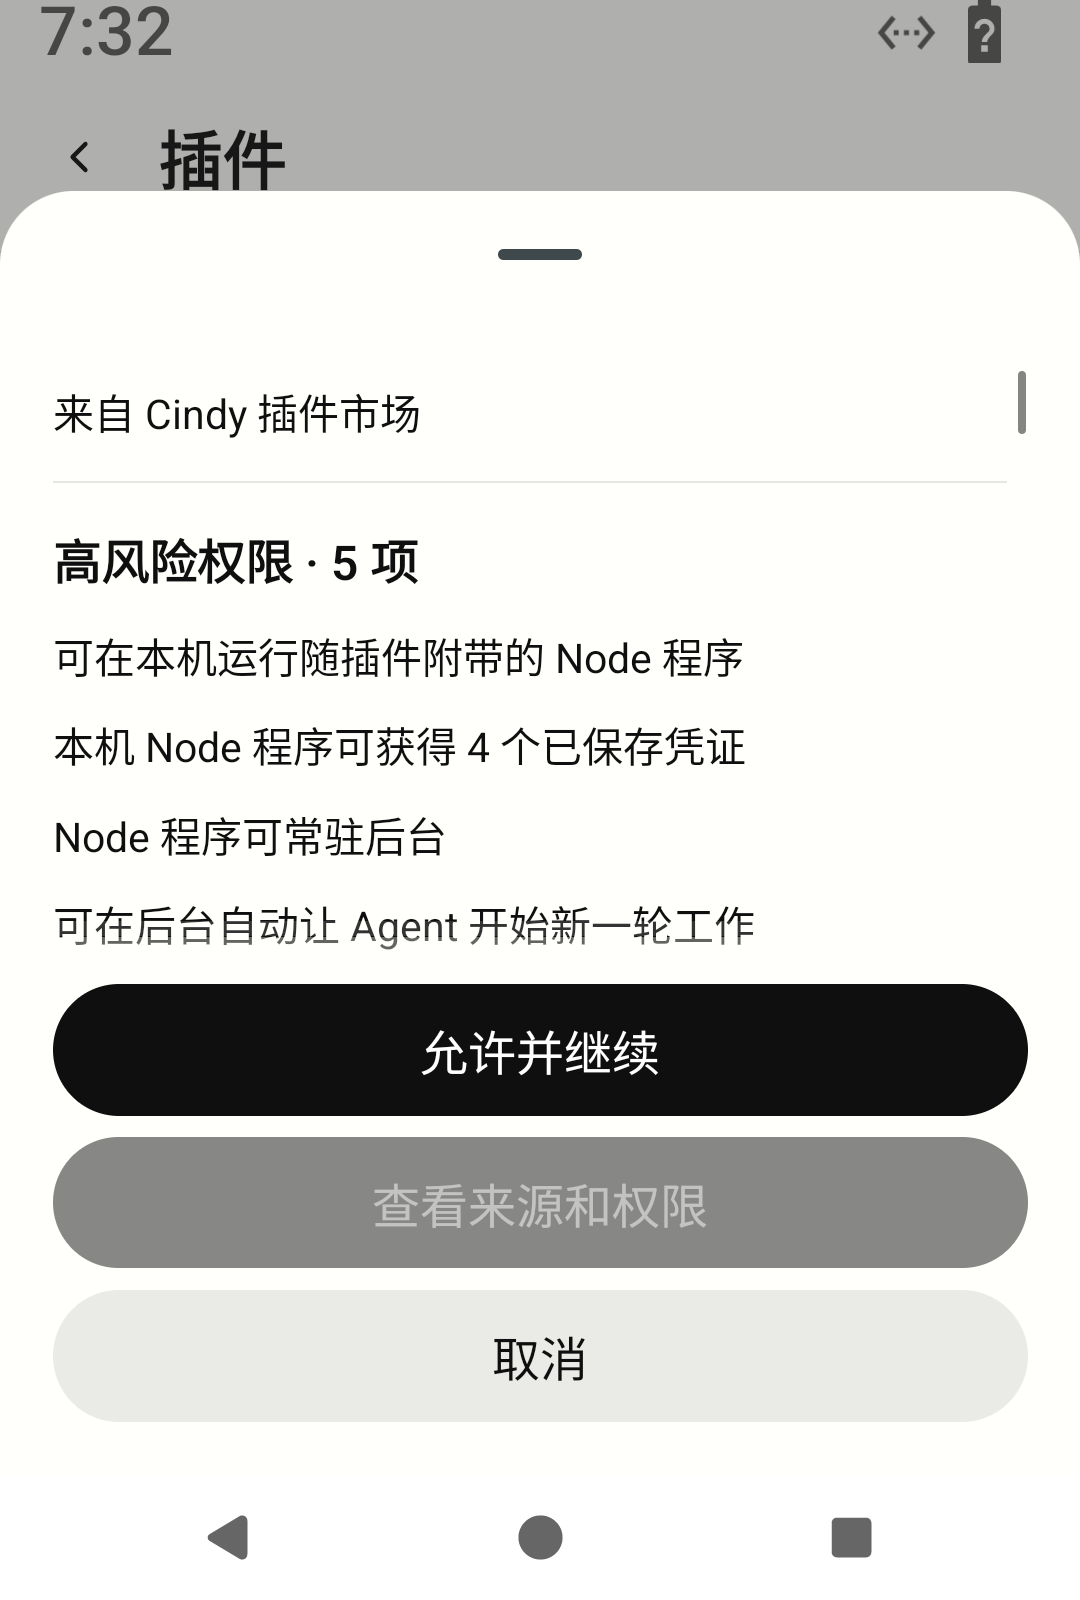 7:32
插件
来自 Cindy 插件市场
高风险权限 · 5 项
可在本机运行随插件附带的 Node 程序
本机 Node 程序可获得 4 个已保存凭证
Node 程序可常驻后台
可在后台自动让 Agent 开始新一轮工作
允许并继续
查看来源和权限
取消